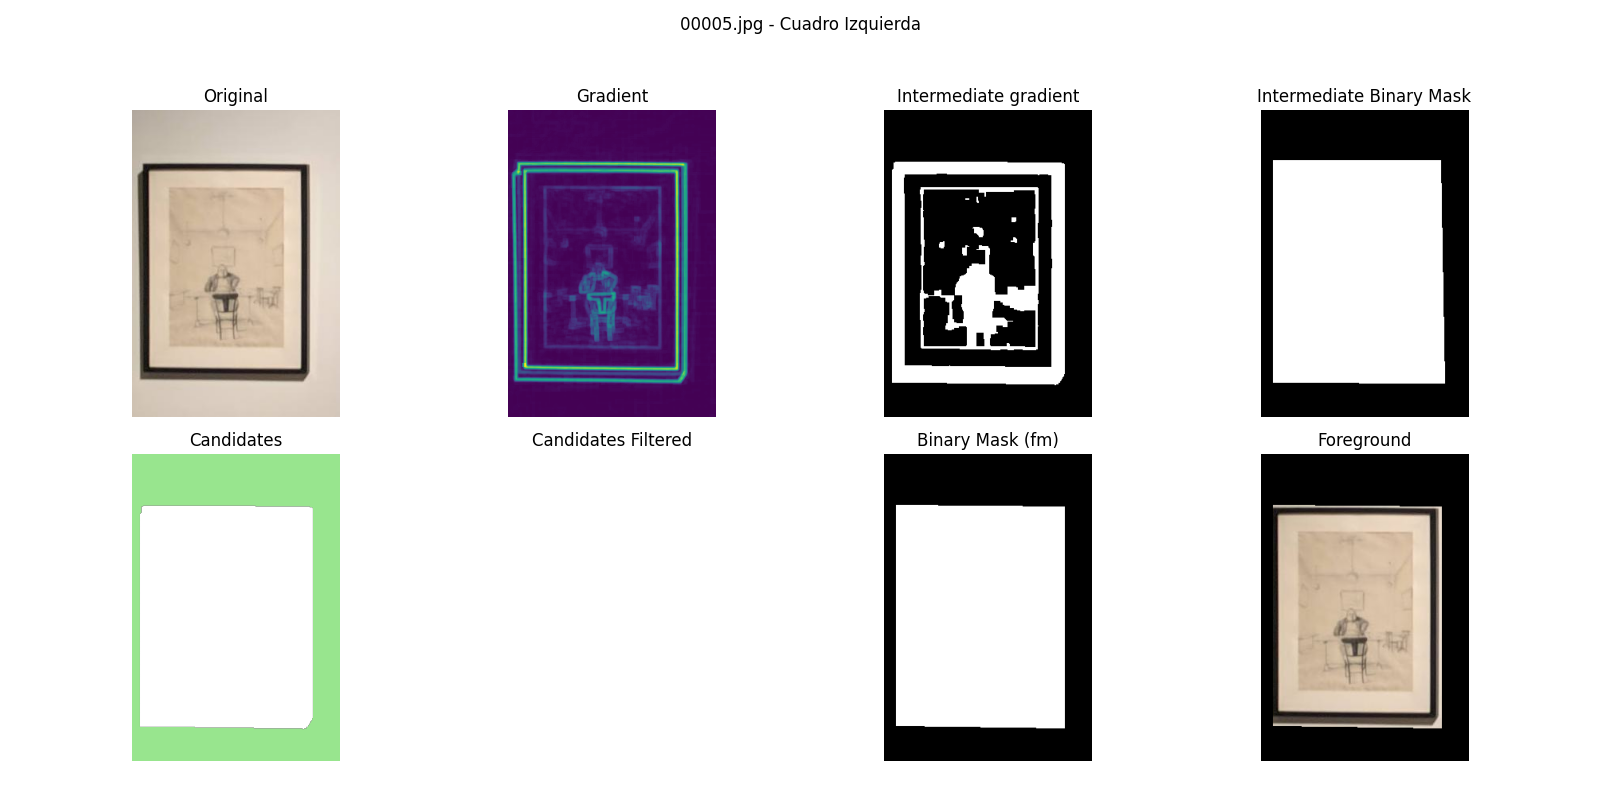 00005.jpg - Cuadro Izquierda
Original
Gradient
Intermediate gradient
Intermediate Binary Mask
Candidates
Candidates Filtered
Binary Mask (fm)
Foreground